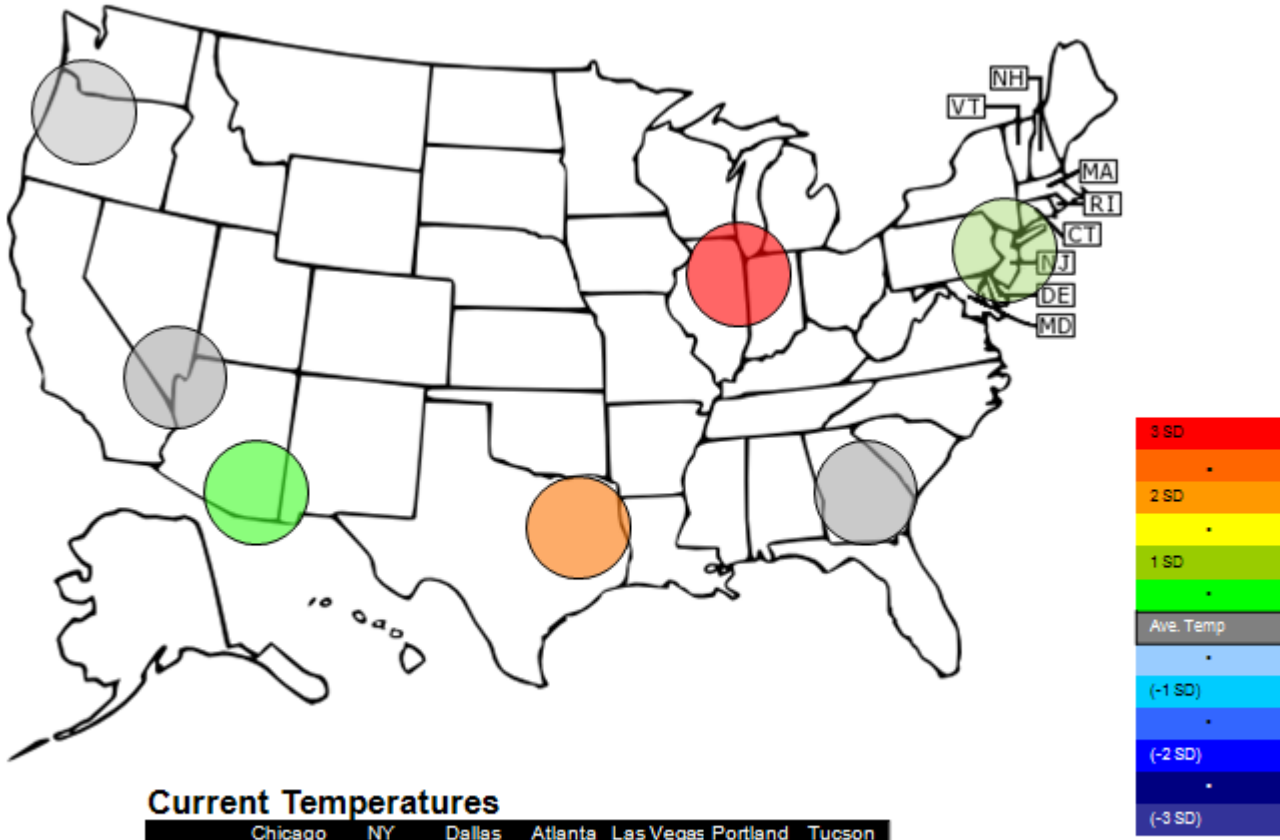 NH
VT
MA
RI
CT
NJ
DE
MD
3 SD
2 SD
1 SD
Ave. Temp
(-1 SD)
(-2 SD)
(-3 SD)
Current Temperatures
Chicago NY Dallas Atlanta Las Vegas Portland Tucson